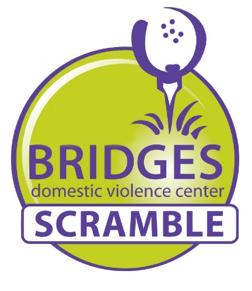 BRIDGES
domestic violence center
SCRAMBLE